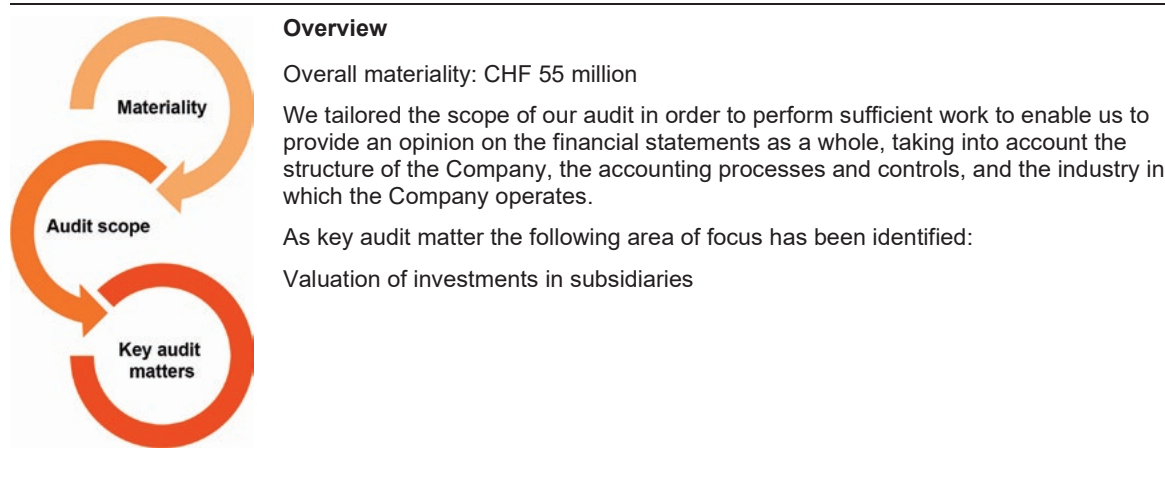 Overview
Overall materiality: CHF 55 million
We tailored the scope of our audit in order to perform sufficient work to enable us to
provide an opinion on the financial statements as a whole, taking into account the
structure of the Company, the accounting processes and controls, and the industry in
which the Company operates.
As key audit matter the following area of focus has been identified:
Valuation of investments in subsidiaries
Materiality
Audit scope
Key audit
matters